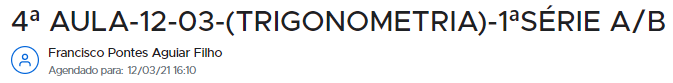 4ª AULA-12-03-(TRIGONOMETRIA)-1ªSÉRIE A/B
Francisco Pontes Aguiar Filho
Agendado para: 12/03/21 16:10